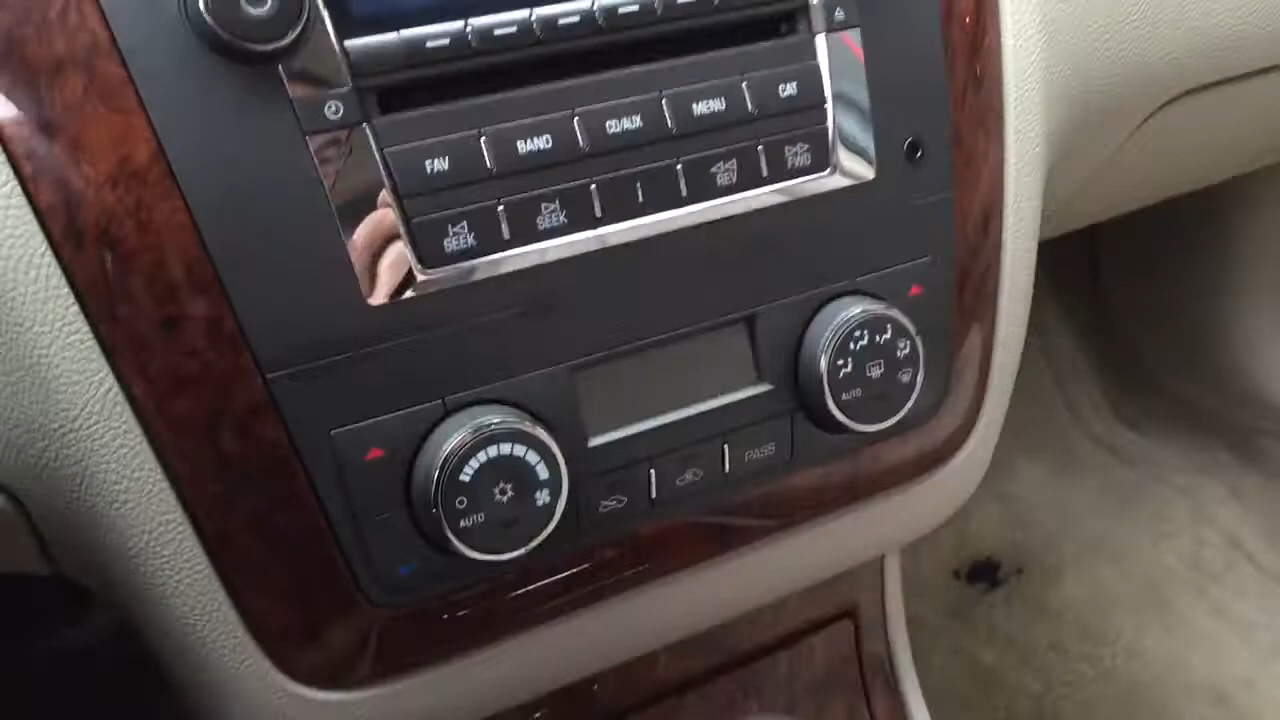 FAV BAND CD/AUX MENU CAT
SEEK SEEK i REV FWD
AUTO
AUTO
PASS